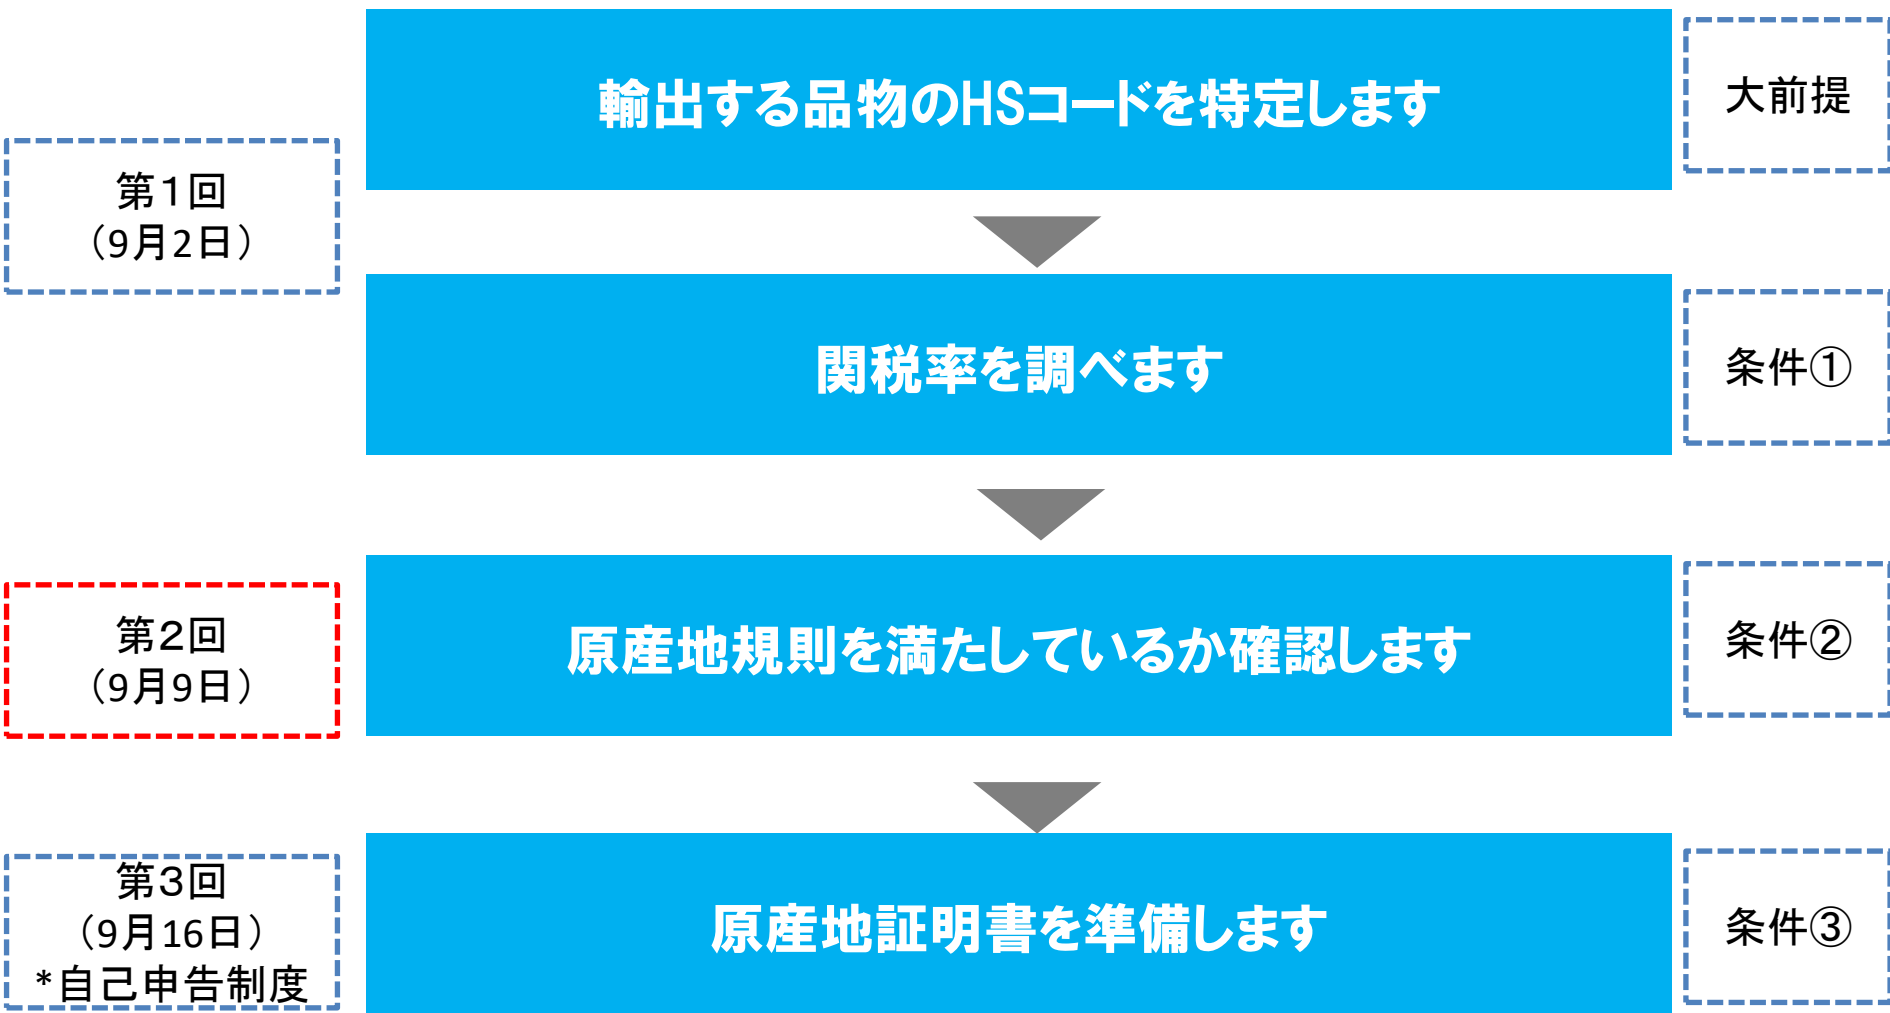 輸出する品物のHSコードを特定します
大前提
第１回
（9月2日）
関税率を調べます
条件①
第２回
（9月9日）
原産地規則を満たしているか確認します
条件②
第３回
（9月16日）
*自己申告制度
原産地証明書を準備します
条件③